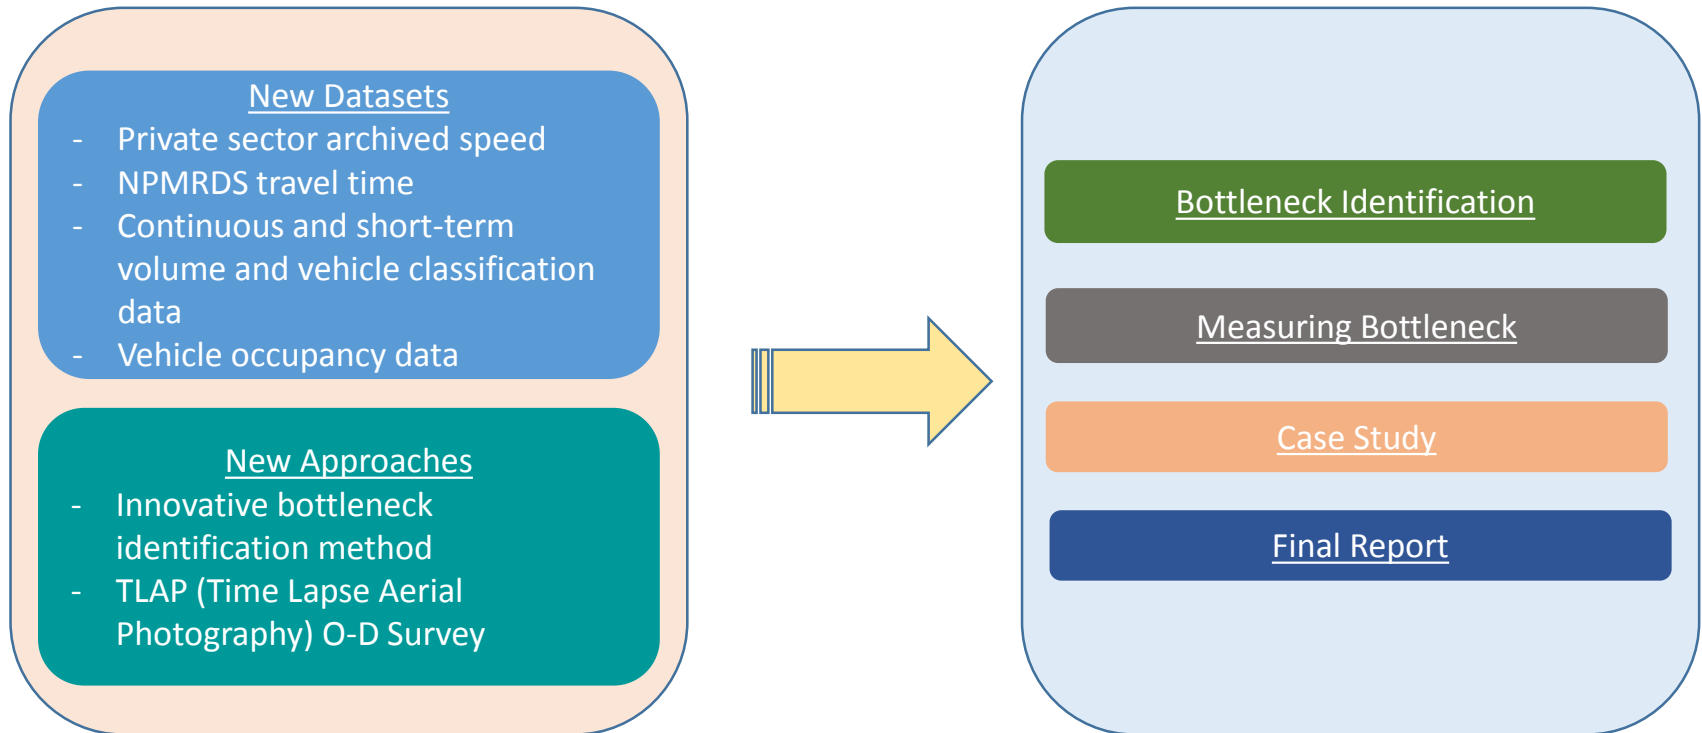 New Datasets
- Private sector archived speed
- NPMRDS travel time
- Continuous and short-term
volume and vehicle classification
data
- Vehicle occupancy data
New Approaches
- Innovative bottleneck
identification method
- TLAP (Time Lapse Aerial
Photography) O-D Survey
Bottleneck Identification
Measuring Bottleneck
Case Study
Final Report